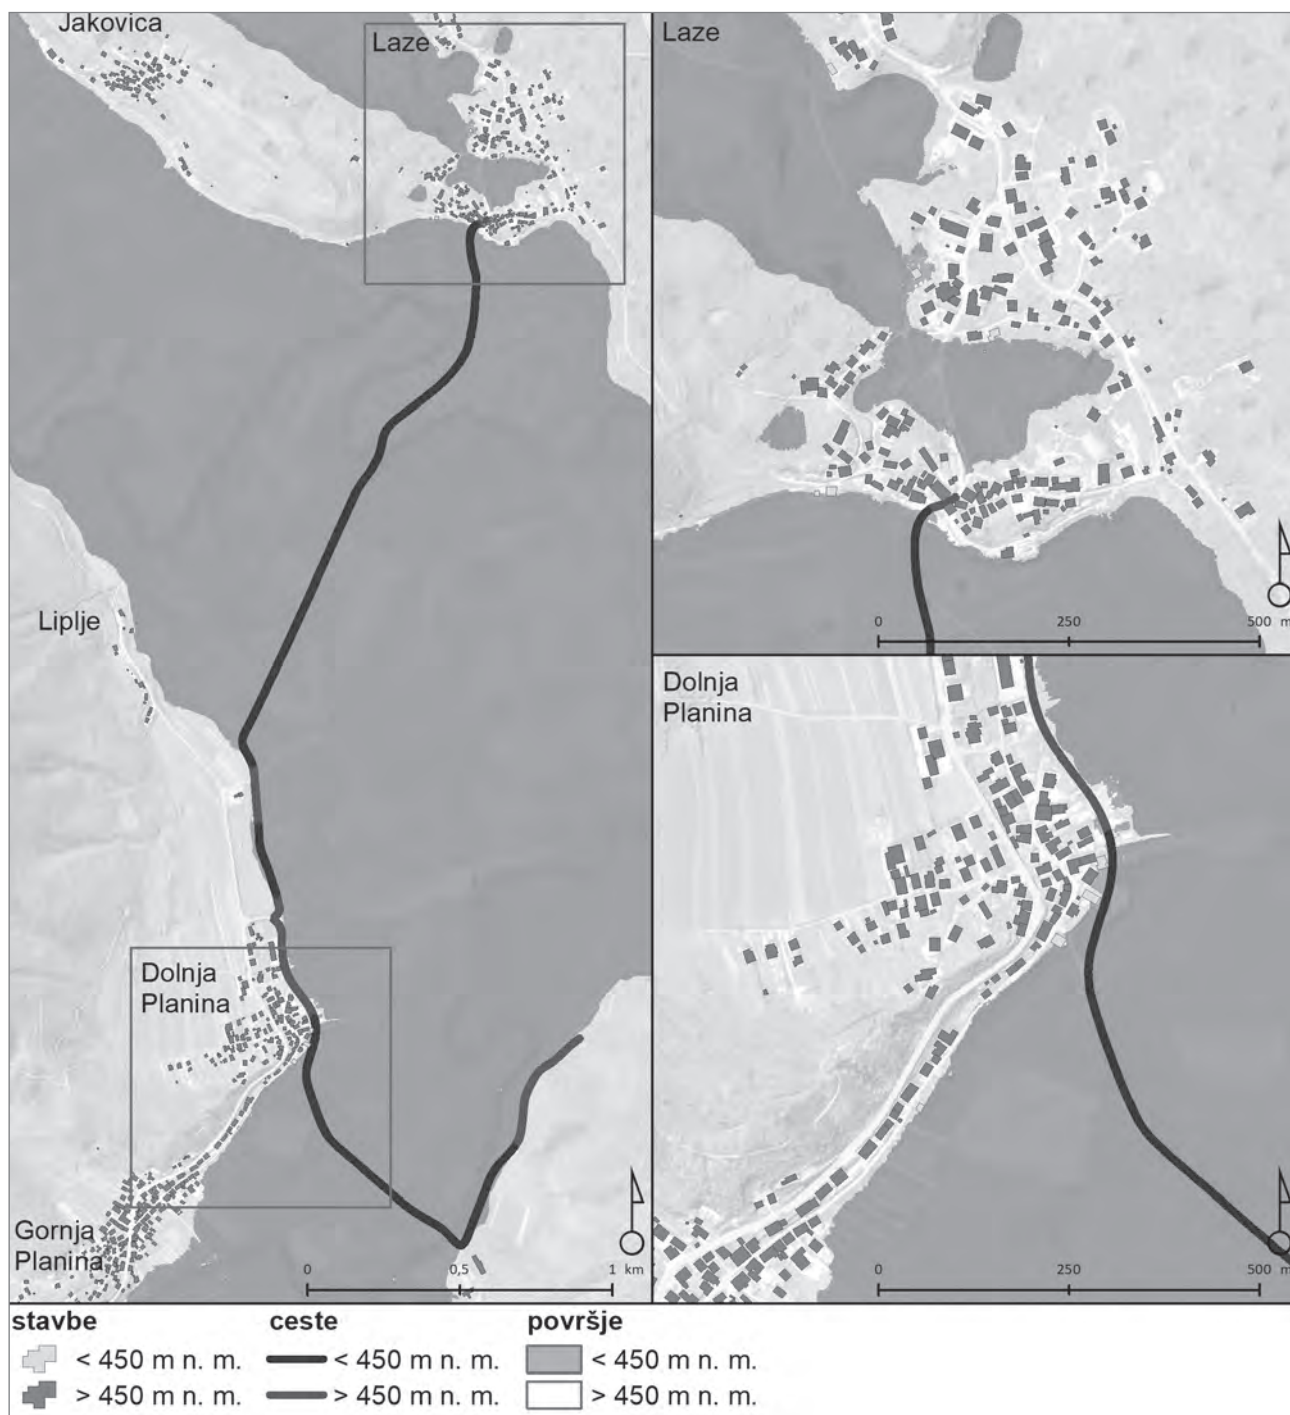 Jakovica
Laze
Liplje
Dolnja
Planina
Gornja
Planina
0 0,5 1 km
Laze
0 250 500 m
Dolnja
Planina
0 250 500 m
stavbe
< 450 m n. m.
> 450 m n. m.
ceste
< 450 m n. m.
> 450 m n. m.
površje
< 450 m n. m.
> 450 m n. m.